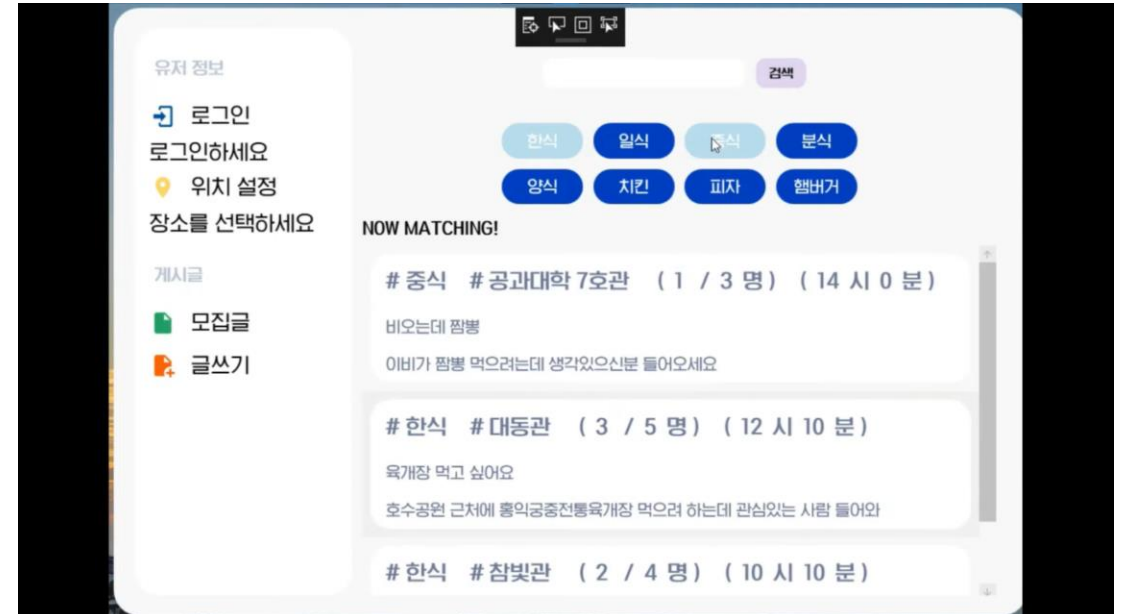 유저 정보
로그인
로그인하세요
위치 설정
장소를 선택하세요
게시글
모집글
글쓰기
검색
한식 일식 중식 분식
양식 치킨 피자 햄버거
NOW MATCHING!
# 중식 # 공과대학 7호관 ( 1 / 3 명 ) ( 14 시 0 분 )
비오는데 짬뽕
이비가 짬뽕 먹으려는데 생각있으신분 들어오세요
# 한식 # 대동관 ( 3 / 5 명 ) ( 12 시 10 분 )
육개장 먹고 싶어요
호수공원 근처에 홍익궁중전통육개장 먹으려 하는데 관심있는 사람 들어와
# 한식 # 참빛관 ( 2 / 4 명 ) ( 10 시 10 분 )